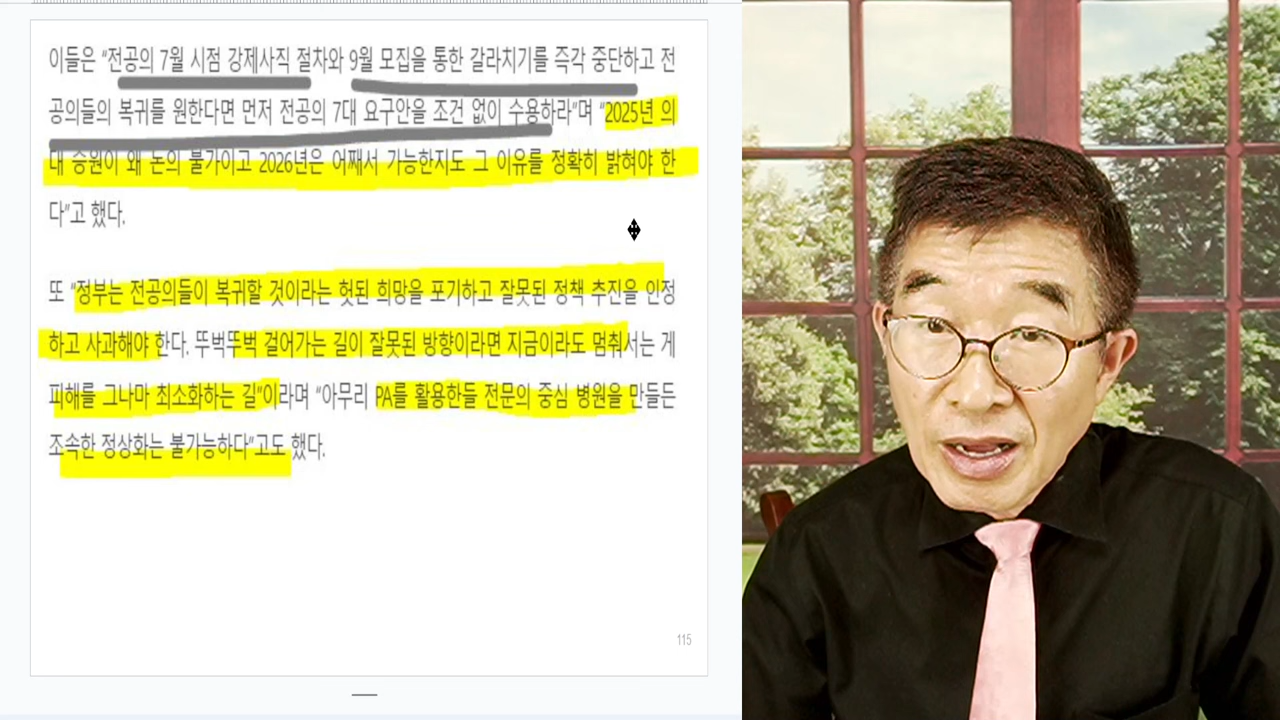 이들은 “전공의 7월 시점 강제사직 절차와 9월 모집을 통한 갈라치기를 즉각 중단하고 전
공의들의 복귀를 원한다면 먼저 전공의 7대 요구안을 조건 없이 수용하라”며 “2025년 의
대 증원이 왜 논의 불가이고 2026년은 어째서 가능한지도 그 이유를 정확히 밝혀야 한
다”고 했다.
또 “정부는 전공의들이 복귀할 것이라는 헛된 희망을 포기하고 잘못된 정책 추진을 인정
하고 사과해야 한다. 뚜벅뚜벅 걸어가는 길이 잘못된 방향이라면 지금이라도 멈춰서는 게
피해를 그나마 최소화하는 길”이라며 “아무리 PA를 활용한들 전문의 중심 병원을 만들든
조속한 정상화는 불가능하다”고도 했다.
115